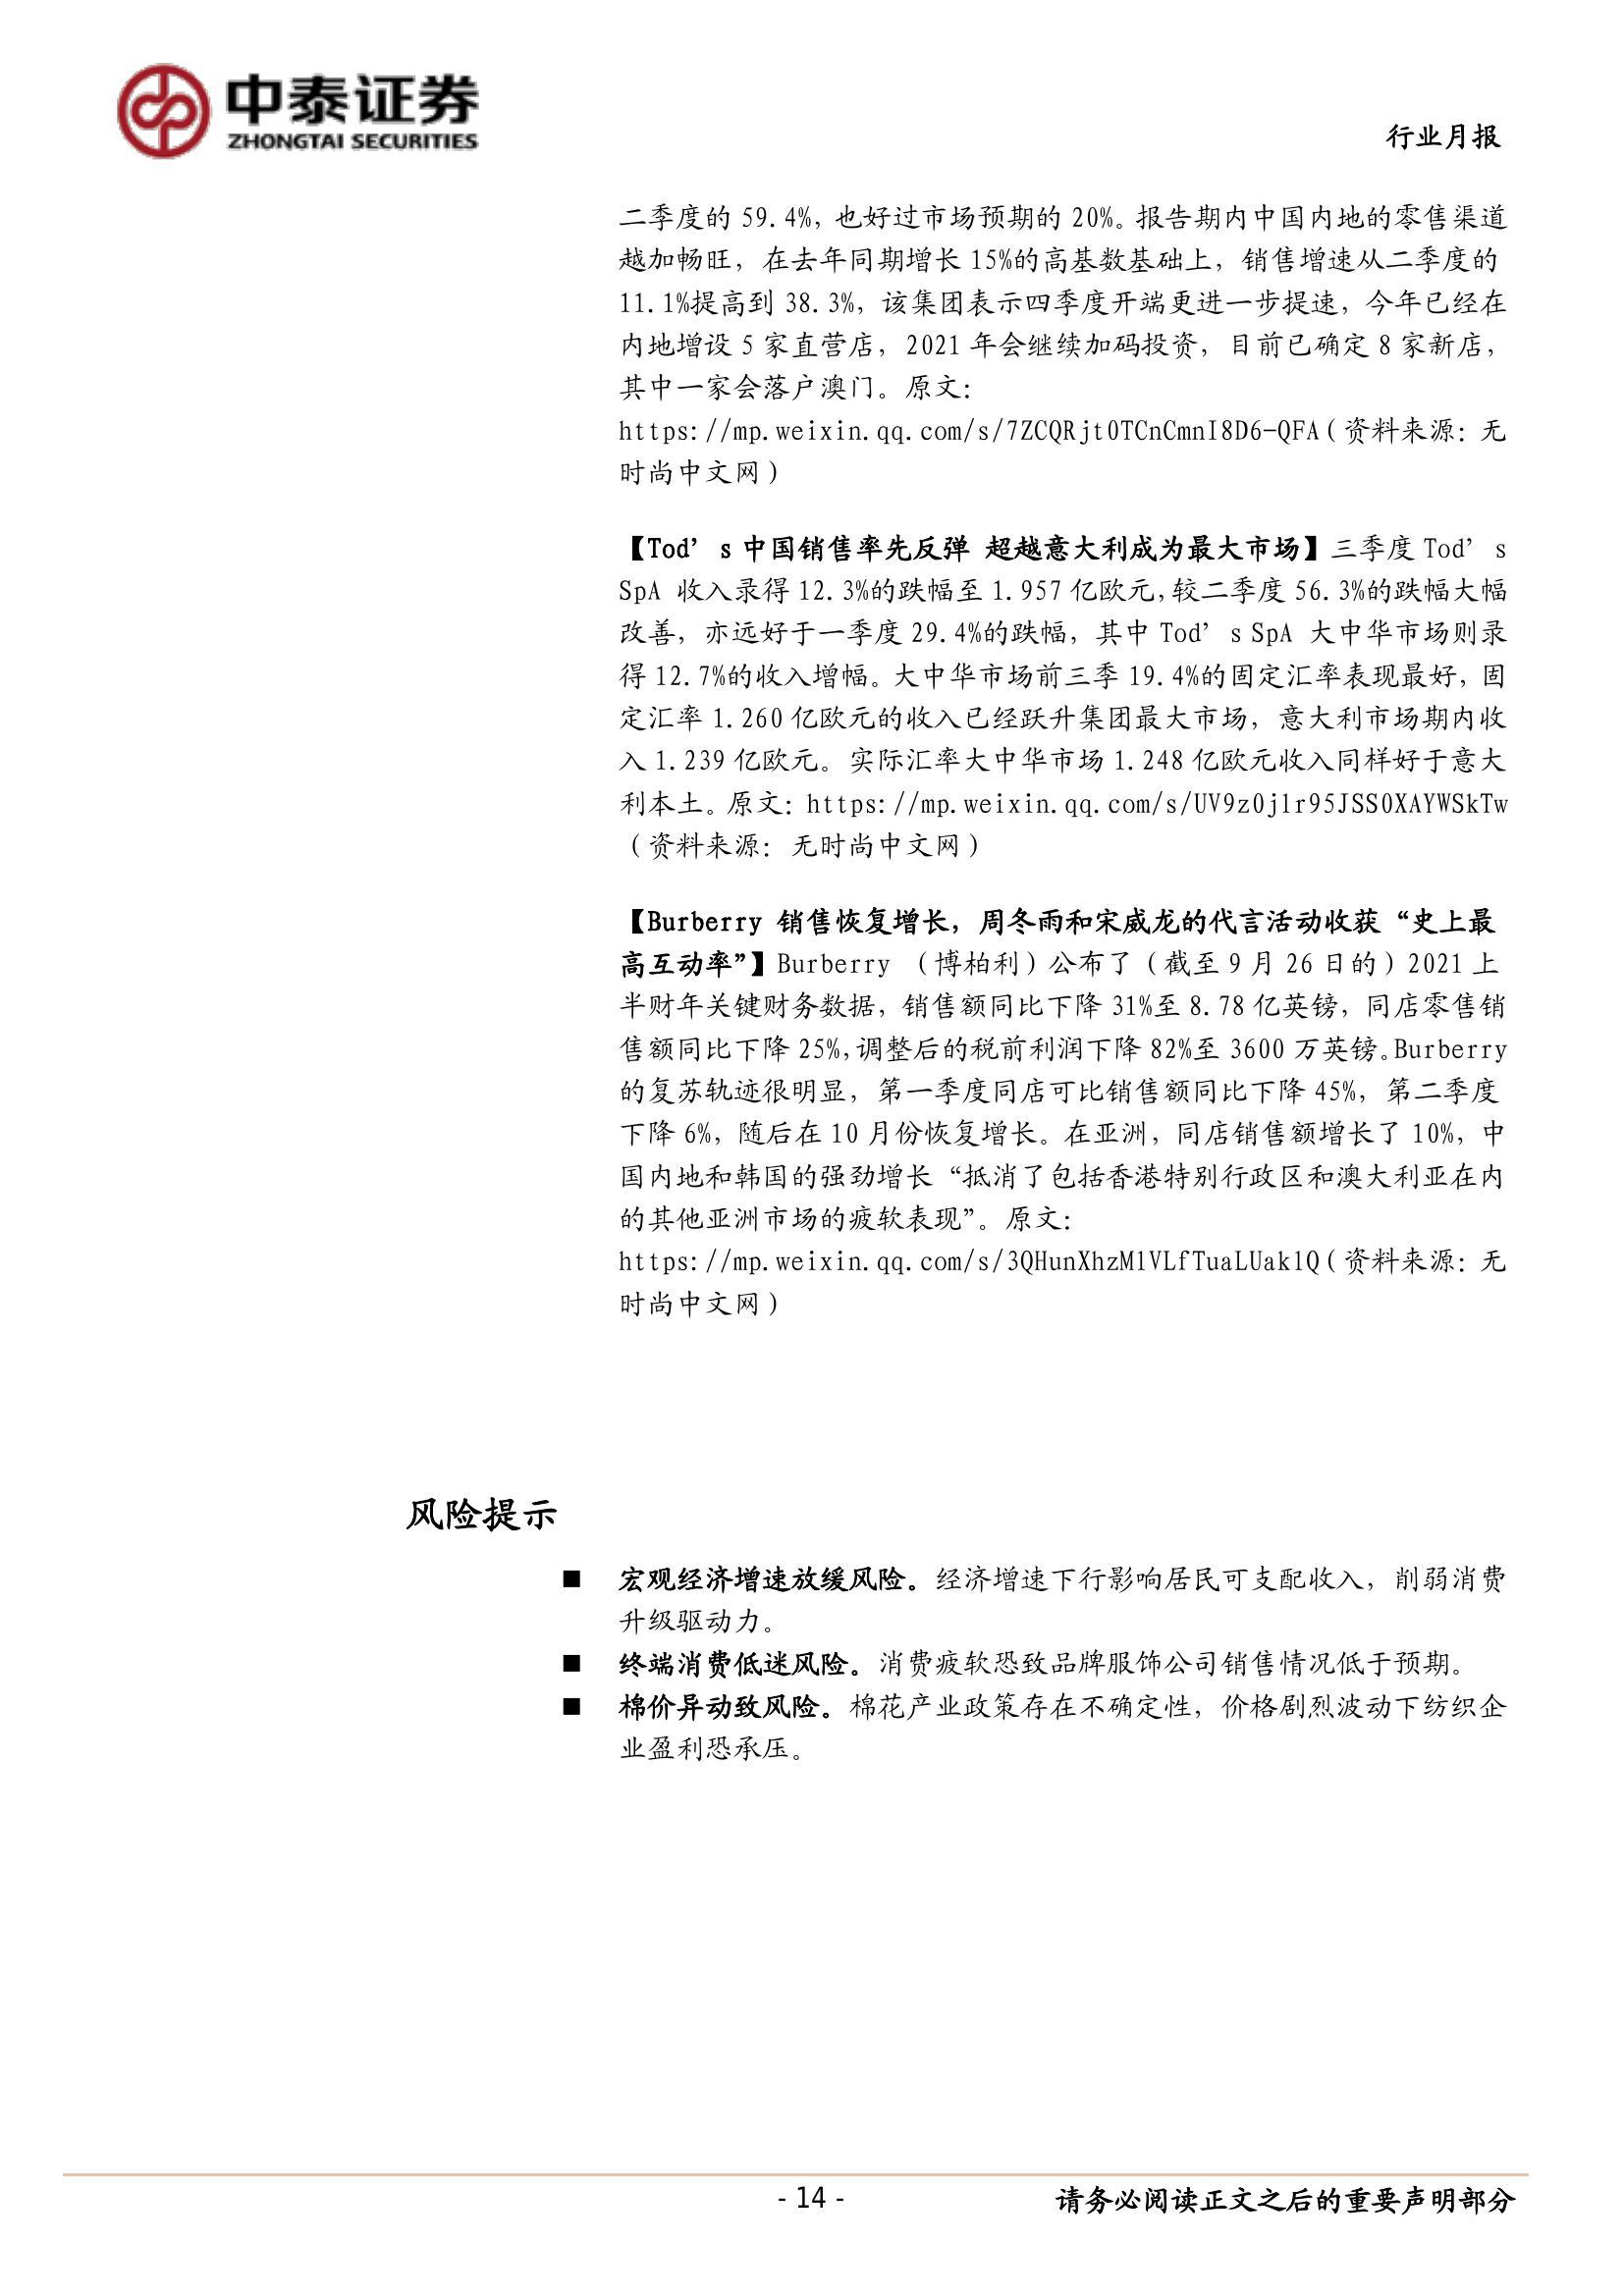 中泰证券
ZHONGTAI SECURITIES
行业月报
二季度的 59.4%，也好过市场预期的 20%。报告期内中国内地的零售渠道
越加畅旺，在去年同期增长 15%的高基数基础上，销售增速从二季度的
11.1%提高到 38.3%，该集团表示四季度开端更进一步提速，今年已经在
内地增设 5 家直营店，2021 年会继续加码投资，目前已确定 8 家新店，
其中一家会落户澳门。原文：
https://mp.weixin.qq.com/s/7ZCQRjt0TCnCmnI8D6-QFA（资料来源：无
时尚中文网）
【Tod’s 中国销售率先反弹 超越意大利成为最大市场】三季度 Tod’s
SpA 收入录得 12.3%的跌幅至 1.957 亿欧元，较二季度 56.3%的跌幅大幅
改善，亦远好于一季度 29.4%的跌幅，其中 Tod’s SpA 大中华市场则录
得 12.7%的收入增幅。大中华市场前三季 19.4%的固定汇率表现最好，固
定汇率 1.260 亿欧元的收入已经跃升集团最大市场，意大利市场期内收
入 1.239 亿欧元。实际汇率大中华市场 1.248 亿欧元收入同样好于意大
利本土。原文：https://mp.weixin.qq.com/s/UV9z0j1r95JSS0XAYWSkTw
（资料来源：无时尚中文网）
【Burberry 销售恢复增长，周冬雨和宋威龙的代言活动收获“史上最
高互动率”】Burberry （博柏利）公布了（截至 9 月 26 日的）2021 上
半财年关键财务数据，销售额同比下降 31%至 8.78 亿英镑，同店零售销
售额同比下降 25%，调整后的税前利润下降 82%至 3600 万英镑。Burberry
的复苏轨迹很明显，第一季度同店可比销售额同比下降 45%，第二季度
下降 6%，随后在 10 月份恢复增长。在亚洲，同店销售额增长了 10%，中
国内地和韩国的强劲增长“抵消了包括香港特别行政区和澳大利亚在内
的其他亚洲市场的疲软表现”。原文：
https://mp.weixin.qq.com/s/3QHunXhzM1VLfTuaLUak1Q（资料来源：无
时尚中文网）
风险提示
■ 宏观经济增速放缓风险。经济增速下行影响居民可支配收入，削弱消费
升级驱动力。
■ 终端消费低迷风险。消费疲软恐致品牌服饰公司销售情况低于预期。
■ 棉价异动致风险。棉花产业政策存在不确定性，价格剧烈波动下纺织企
业盈利恐承压。
- 14 -
请务必阅读正文之后的重要声明部分